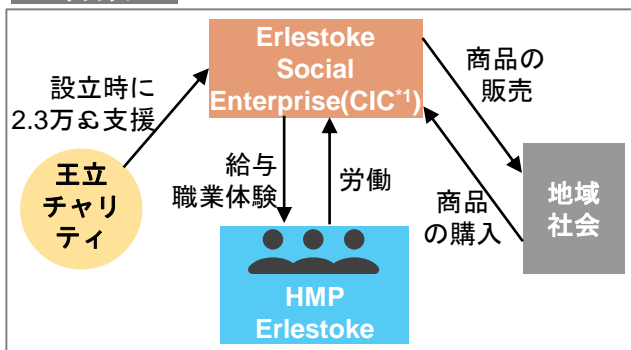 Erlestoke
Social
Enterprise(CIC*1)
設立時に
2.3万£支援
商品の
販売
王立
チャリ
ティ
給与
職業体験
労働
商品
の購入
地域
社会
HMP
Erlestoke